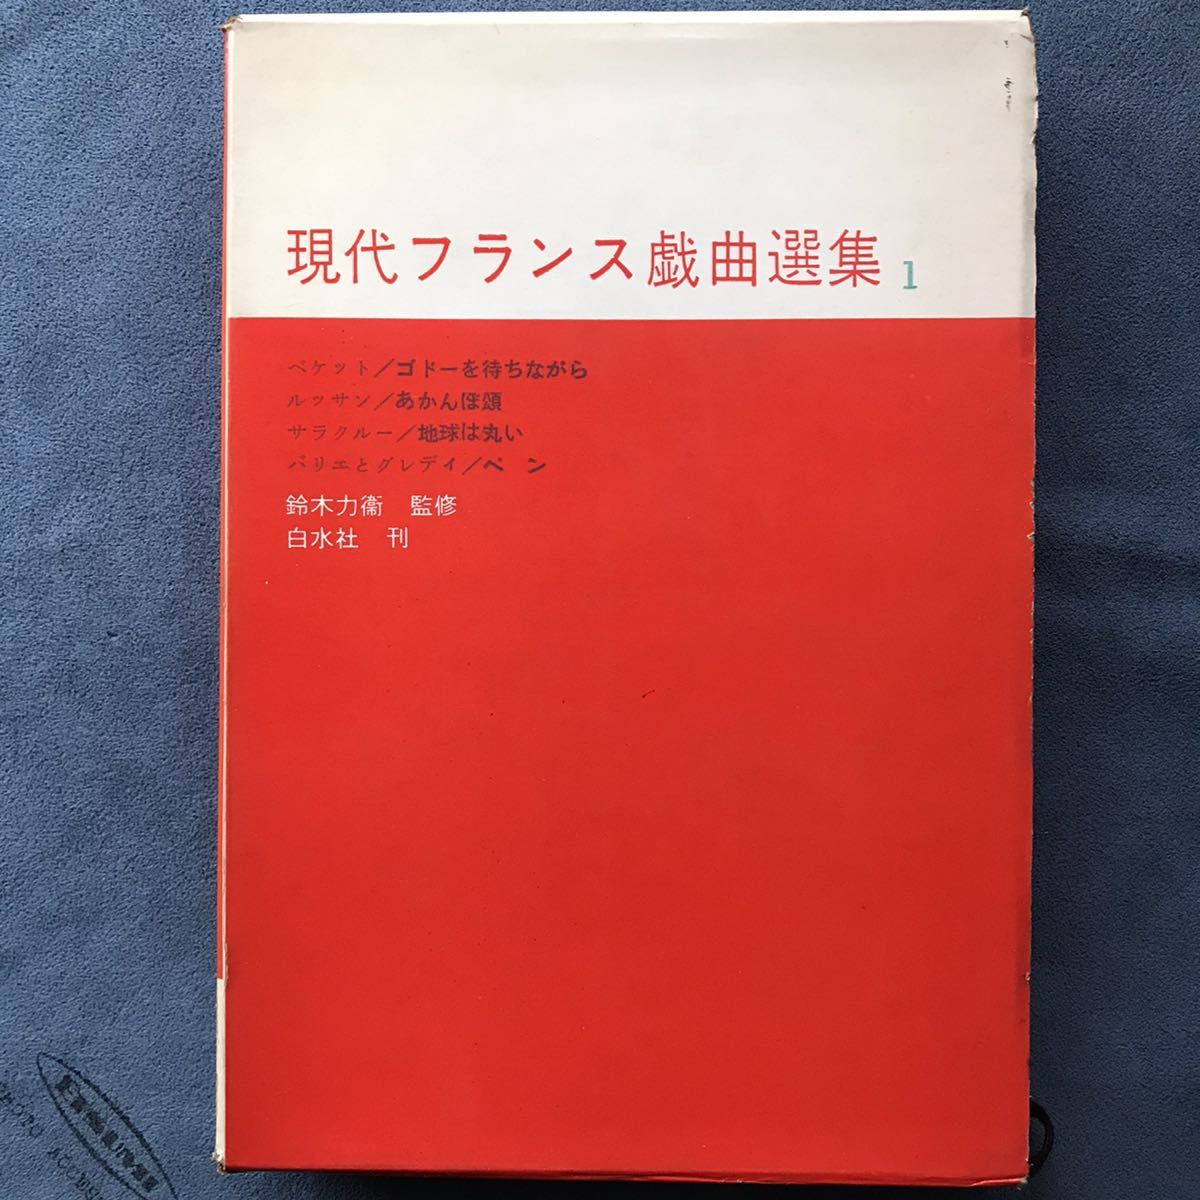 現代フランス戯曲選集 1
ベケット／ゴドーを待ちながら
ルッサン／あかんぼ頌
サラクルー／地球は丸い
バリエとグレディ／ペ ン
鈴木力衞 監修
白水社 刊